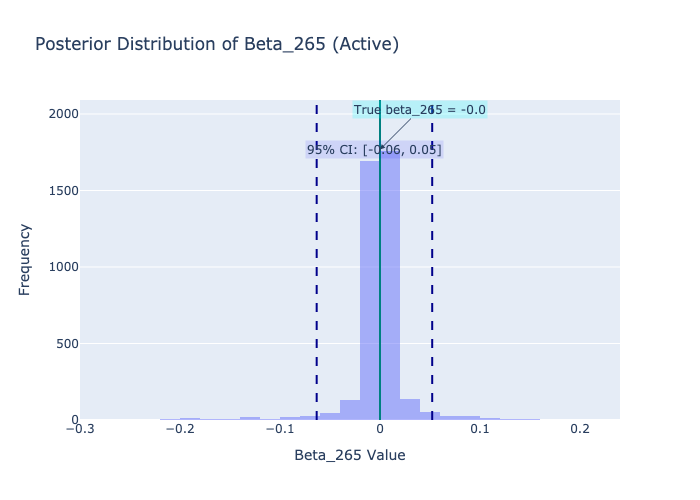 Posterior Distribution of Beta_265 (Active)
True beta_265 = -0.0
95% CI: [-0.06, 0.05]
2000
1500
1000
500
0
Frequency
−0.3
−0.2
−0.1
0
0.1
0.2
Beta_265 Value